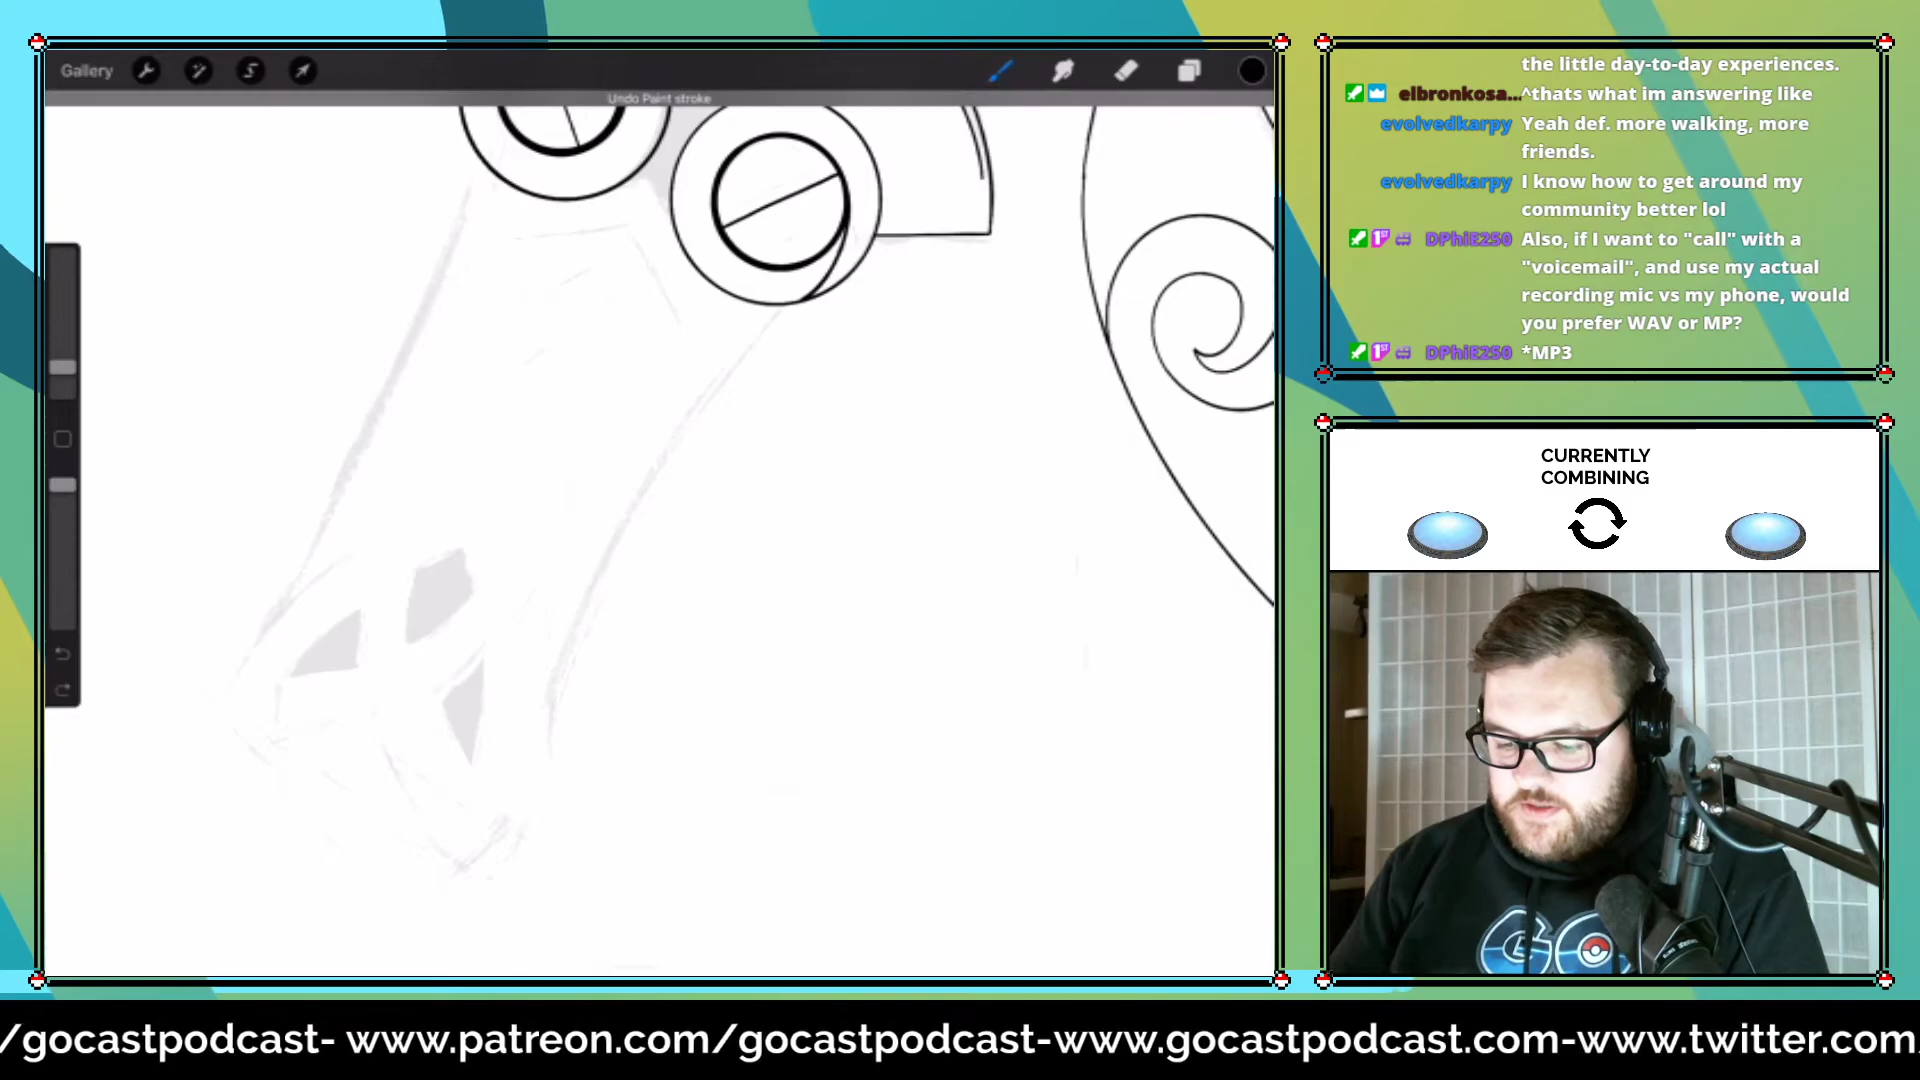 Gallery
Undo Paint stroke
the little day-to-day experiences.
elbronkosa... ^thats what im answering like
evolvedkarpy Yeah def. more walking, more
friends.
evolvedkarpy I know how to get around my
community better lol
DPhiE250 Also, if I want to "call" with a
"voicemail", and use my actual
recording mic vs my phone, would
you prefer WAV or MP?
DPhiE250 *MP3
CURRENTLY
COMBINING
GO
/gocastpodcast- www.patreon.com/gocastpodcast-www.gocastpodcast.com-www.twitter.com